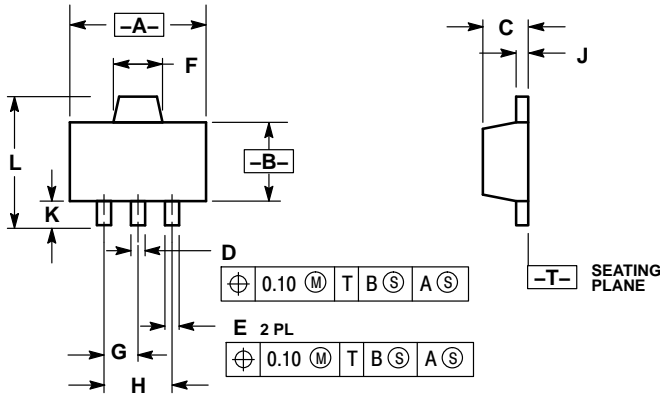 –A–
F
C
J
L
–B–
K
D
⌖ 0.10 Ⓜ T B Ⓢ A Ⓢ
–T– SEATING
PLANE
E 2 PL
⌖ 0.10 Ⓜ T B Ⓢ A Ⓢ
G
H